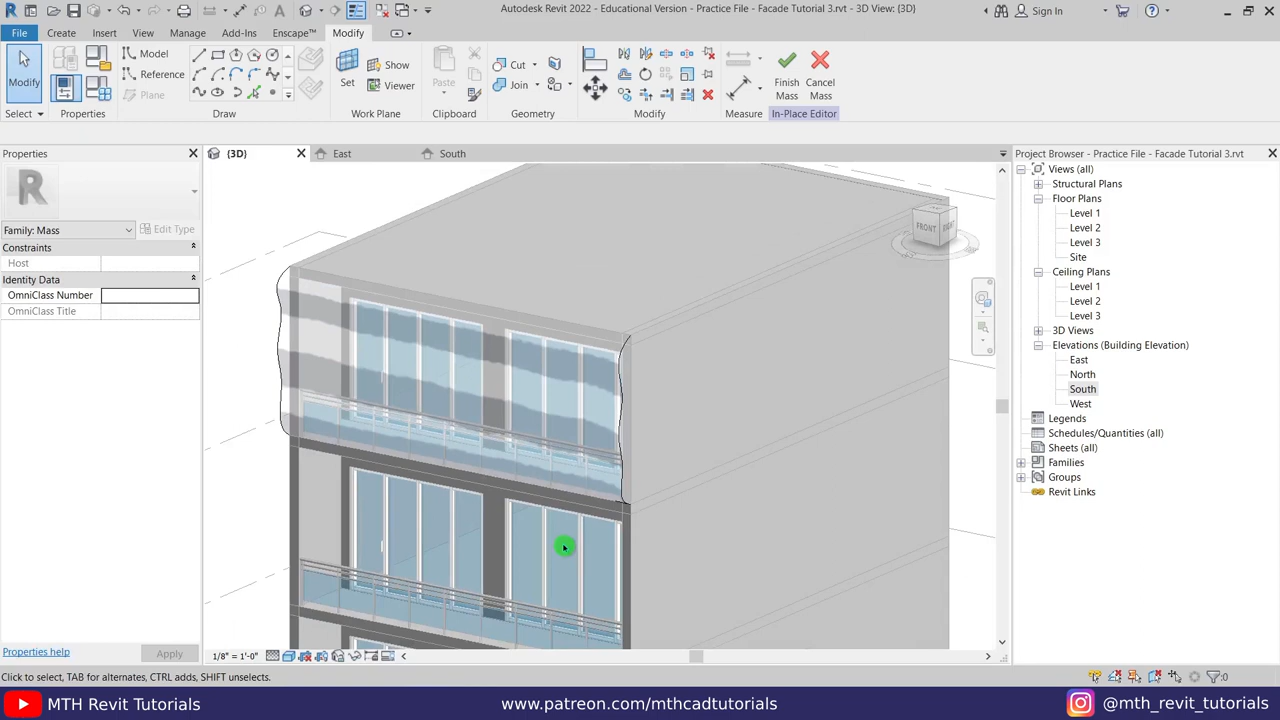 Autodesk Revit 2022 - Educational Version - Practice File - Facade Tutorial 3.rvt - 3D View: {3D}
Sign In
File
Create
Insert
View
Manage
Add-Ins
Enscape™
Modify
Modify
Select
Properties
Model
Reference
Plane
Draw
Set
Show
Viewer
Work Plane
Paste
Clipboard
Cut
Join
Geometry
Modify
Measure
Finish
Mass
Cancel
Mass
In-Place Editor
Properties
Family: Mass
Edit Type
Constraints
Host
Identity Data
OmniClass Number
OmniClass Title
Properties help
Apply
{3D}
East
South
FRONT
RIGHT
1/8" = 1'-0"
Project Browser - Practice File - Facade Tutorial 3.rvt
Views (all)
Structural Plans
Floor Plans
Level 1
Level 2
Level 3
Site
Ceiling Plans
Level 1
Level 2
Level 3
3D Views
Elevations (Building Elevation)
East
North
South
West
Legends
Schedules/Quantities (all)
Sheets (all)
Families
Groups
Revit Links
Click to select, TAB for alternates, CTRL adds, SHIFT unselects.
:0
MTH Revit Tutorials
www.patreon.com/mthcadtutorials
@mth_revit_tutorials